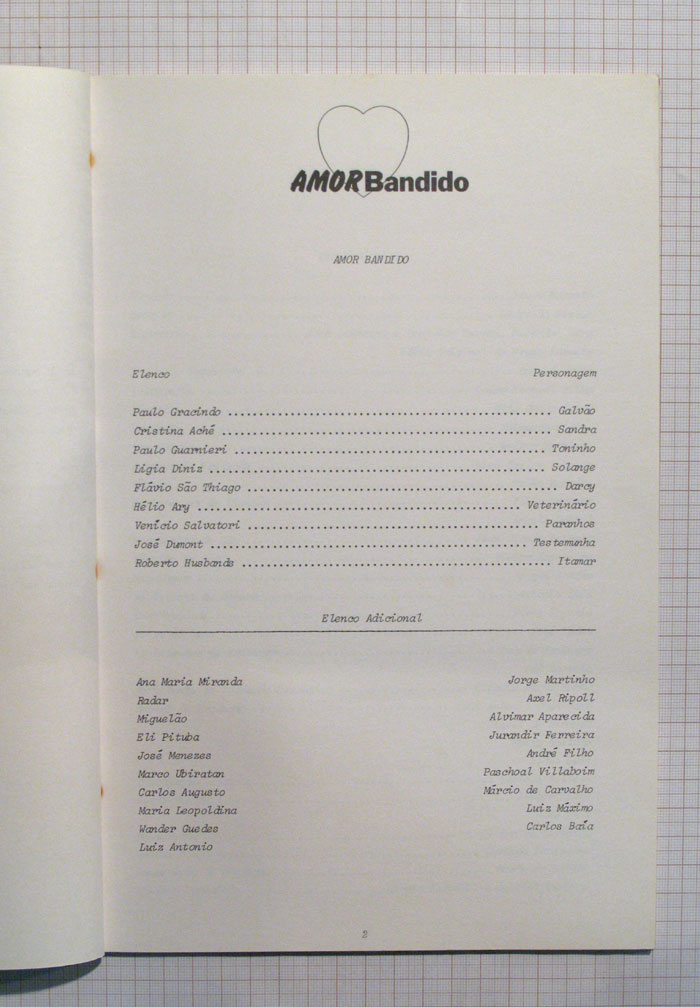 AMORBandido
AMOR BANDIDO
Elenco Personagem
Paulo Gracindo .................................................... Galvão
Cristina Aché ..................................................... Sandra
Paulo Guarnieri .................................................. Toninho
Lígia Diniz ...................................................... Solange
Flávio São Thiago ................................................... Darcy
Hélio Ary .................................................... Veterinário
Venício Salvatori ............................................... Paranhos
José Dumont ................................................... Testemunha
Roberto Husbands .................................................. Itamar
Elenco Adicional
Ana Maria Miranda Jorge Martinho
Radar Axel Ripoll
Miguelão Alvimar Aparecida
Eli Pituba Jurandir Ferreira
José Menezes André Filho
Marco Ubiratan Paschoal Villaboim
Carlos Augusto Márcio de Carvalho
Maria Leopoldina Luiz Máximo
Wander Guedes Carlos Baía
Luiz Antonio
2